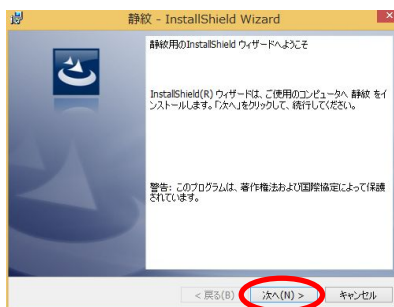 静紋 - InstallShield Wizard
静紋用のInstallShield ウィザードへようこそ
InstallShield(R) ウィザードは、ご使用のコンピュータへ 静紋 をイ
ンストールします。「次へ」をクリックして、続行してください。
警告: このプログラムは、著作権法および国際協定によって保護
されています。
< 戻る(B) 次へ(N) > キャンセル